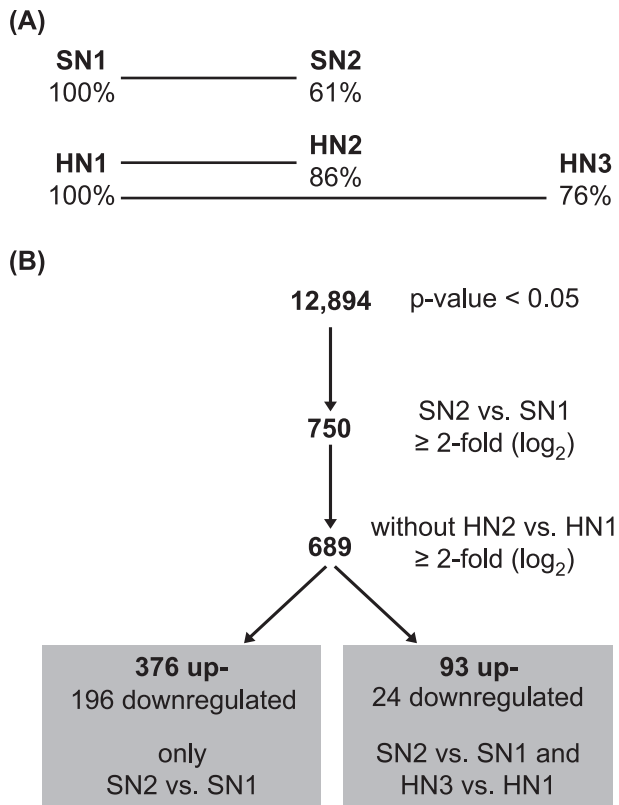 (A)
SN1 SN2
100% 61%
HN1 HN2 HN3
100% 86% 76%
(B)
12,894 p-value < 0.05
750 SN2 vs. SN1
≥ 2-fold (log₂)
689 without HN2 vs. HN1
≥ 2-fold (log₂)
376 up-
196 downregulated
only
SN2 vs. SN1
93 up-
24 downregulated
SN2 vs. SN1 and
HN3 vs. HN1